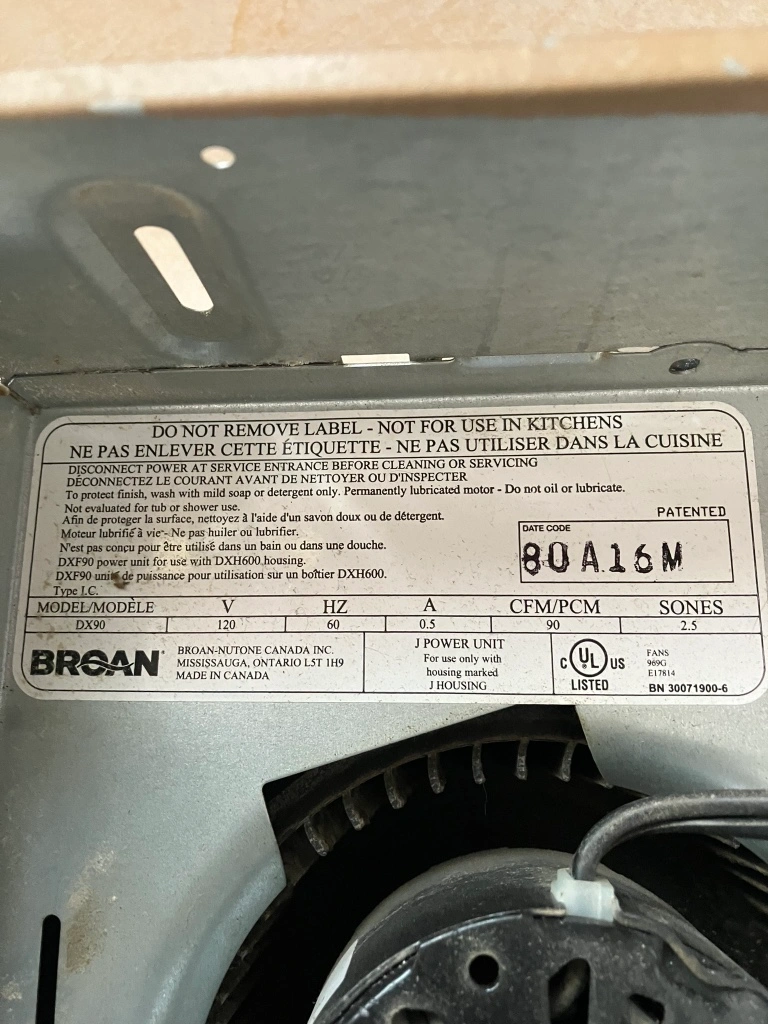 DO NOT REMOVE LABEL - NOT FOR USE IN KITCHENS
NE PAS ENLEVER CETTE ÉTIQUETTE - NE PAS UTILISER DANS LA CUISINE
DISCONNECT POWER AT SERVICE ENTRANCE BEFORE CLEANING OR SERVICING
DÉCONNECTEZ LE COURANT AVANT DE NETTOYER OU D'INSPECTER
To protect finish, wash with mild soap or detergent only. Permanently lubricated motor - Do not oil or lubricate.
Not evaluated for tub or shower use.
Afin de proteger la surface, nettoyez à l'aide d'un savon doux ou de détergent.
Moteur lubrifié à vie - Ne pas huiler ou lubrifier.
N'est pas conçu pour être utilisé dans un bain ou dans une douche.
DXF90 power unit for use with DXH600 housing.
DXF90 unité de puissance pour utilisation sur un boîtier DXH600.
Type I.C.
PATENTED
DATE CODE
80A16M
MODEL/MODÈLE V HZ A CFM/PCM SONES
DX90 120 60 0.5 90 2.5
BROAN
BROAN-NUTONE CANADA INC.
MISSISSAUGA, ONTARIO L5T 1H9
MADE IN CANADA
J POWER UNIT
For use only with
housing marked
J HOUSING
C UL US
LISTED
FANS
969G
E17814
BN 30071900-6